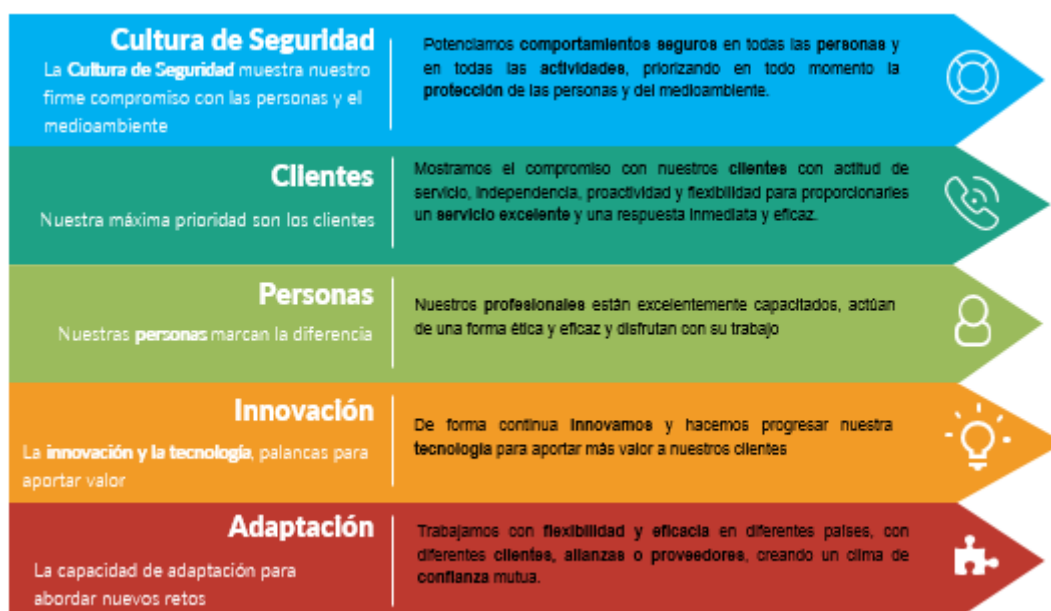 Cultura de Seguridad
La Cultura de Seguridad muestra nuestro
firme compromiso con las personas y el
medioambiente
Potenciamos comportamientos seguros en todas las personas y
en todas las actividades, priorizando en todo momento la
protección de las personas y del medioambiente.
Clientes
Nuestra máxima prioridad son los clientes
Mostramos el compromiso con nuestros clientes con actitud de
servicio, independencia, proactividad y flexibilidad para proporcionarles
un servicio excelente y una respuesta inmediata y eficaz.
Personas
Nuestras personas marcan la diferencia
Nuestros profesionales están excelentemente capacitados, actúan
de una forma ética y eficaz y disfrutan con su trabajo
Innovación
La innovación y la tecnología, palancas para
aportar valor
De forma continua innovamos y hacemos progresar nuestra
tecnología para aportar más valor a nuestros clientes
Adaptación
La capacidad de adaptación para
abordar nuevos retos
Trabajamos con flexibilidad y eficacia en diferentes países, con
diferentes clientes, alianzas o proveedores, creando un clima de
confianza mutua.